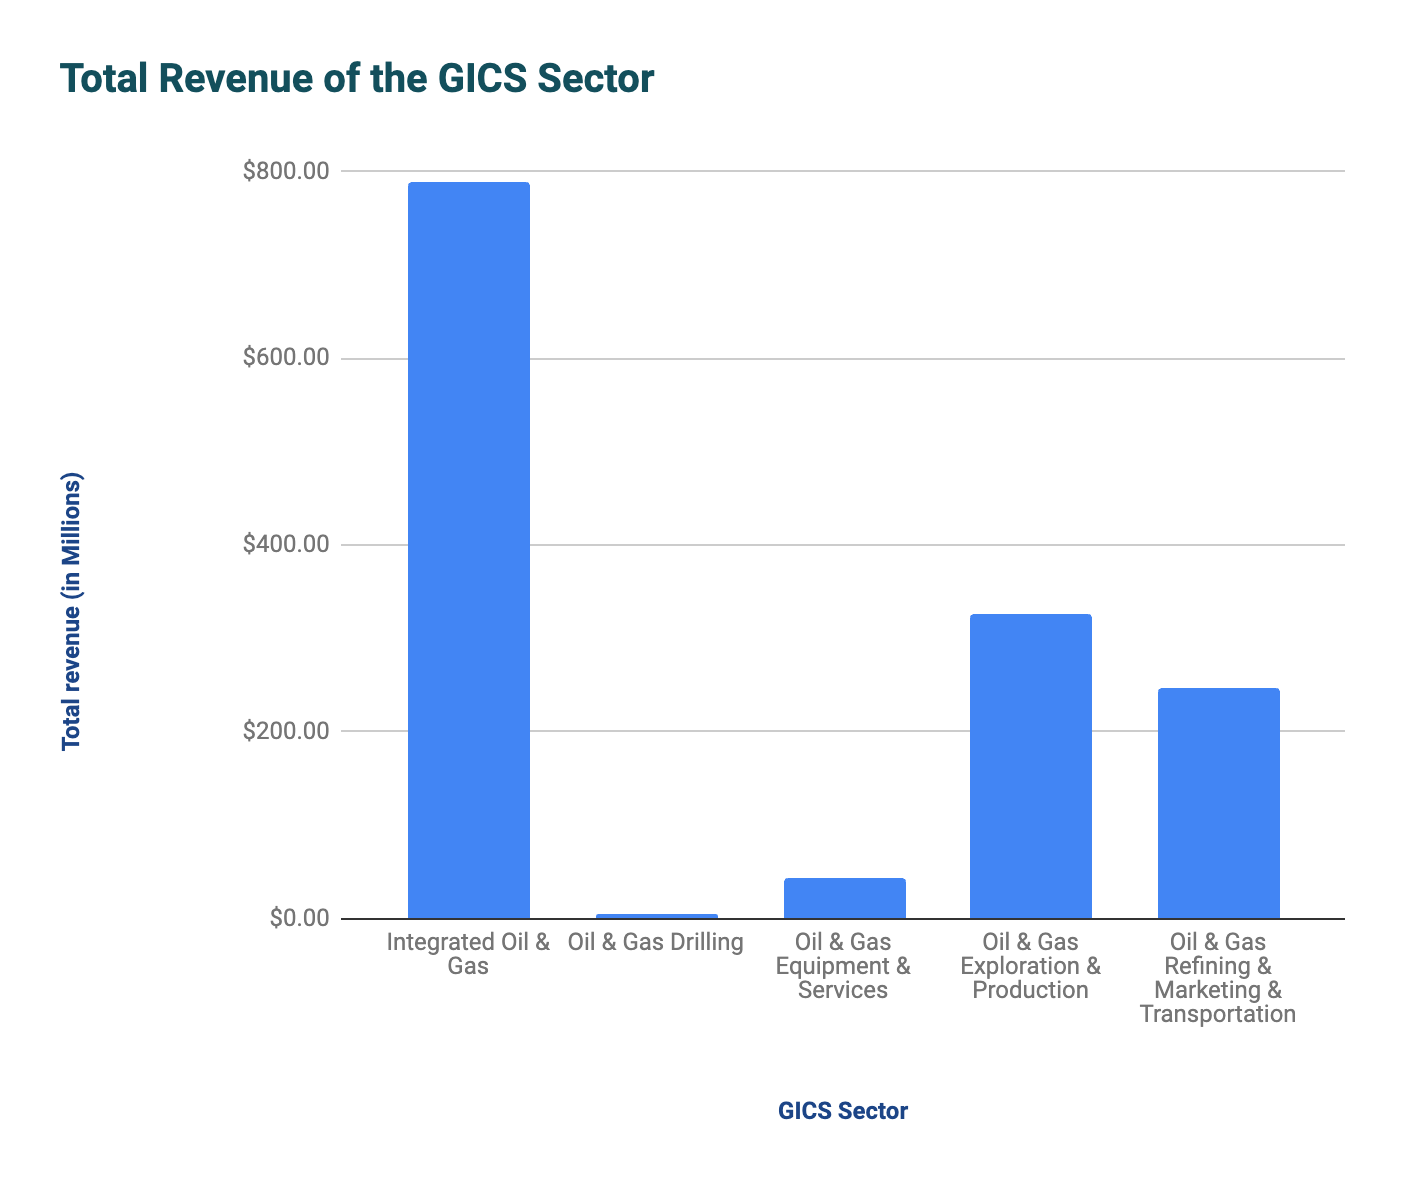 Total Revenue of the GICS Sector
$800.00
$600.00
$400.00
$200.00
$0.00
Total revenue (in Millions)
Integrated Oil &
Gas
Oil & Gas Drilling
Oil & Gas
Equipment &
Services
Oil & Gas
Exploration &
Production
Oil & Gas
Refining &
Marketing &
Transportation
GICS Sector